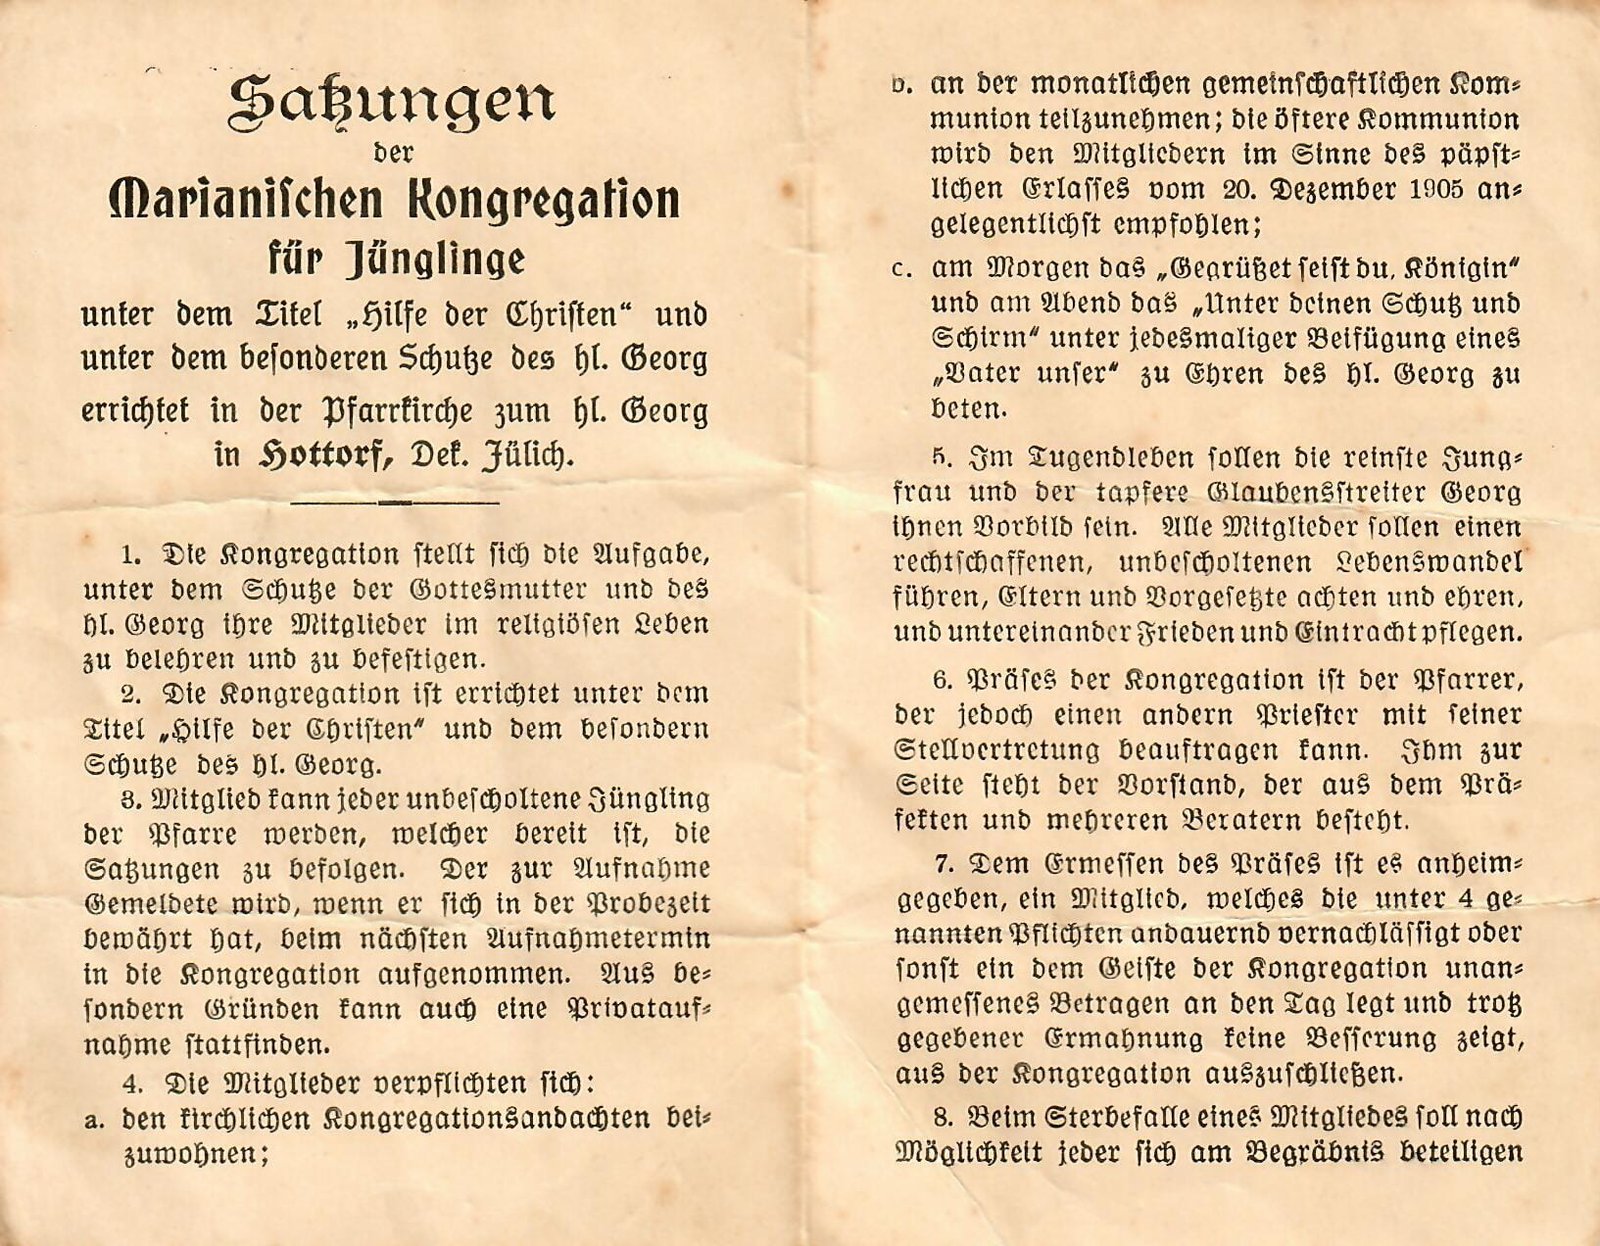 Satzungen
der
Marianischen Kongregation
für Jünglinge
unter dem Titel „Hilfe der Christen“ und
unter dem besonderen Schutze des hl. Georg
errichtet in der Pfarrkirche zum hl. Georg
in Hottorf, Dek. Jülich.
1. Die Kongregation stellt sich die Aufgabe,
unter dem Schutze der Gottesmutter und des
hl. Georg ihre Mitglieder im religiösen Leben
zu belehren und zu befestigen.
2. Die Kongregation ist errichtet unter dem
Titel „Hilfe der Christen“ und dem besondern
Schutze des hl. Georg.
3. Mitglied kann jeder unbescholtene Jüngling
der Pfarre werden, welcher bereit ist, die
Satzungen zu befolgen. Der zur Aufnahme
Gemeldete wird, wenn er sich in der Probezeit
bewährt hat, beim nächsten Aufnahmetermin
in die Kongregation aufgenommen. Aus be-
sondern Gründen kann auch eine Privatauf-
nahme stattfinden.
4. Die Mitglieder verpflichten sich:
a. den kirchlichen Kongregationsandachten bei-
zuwohnen;
b. an der monatlichen gemeinschaftlichen Kom-
munion teilzunehmen; die öftere Kommunion
wird den Mitgliedern im Sinne des päpst-
lichen Erlasses vom 20. Dezember 1905 an-
gelegentlichst empfohlen;
c. am Morgen das „Gegrüßet seist du, Königin“
und am Abend das „Unter deinen Schutz und
Schirm“ unter jedesmaliger Beifügung eines
„Vater unser“ zu Ehren des hl. Georg zu
beten.
5. Im Tugendleben sollen die reinste Jung-
frau und der tapfere Glaubensstreiter Georg
ihnen Vorbild sein. Alle Mitglieder sollen einen
rechtschaffenen, unbescholtenen Lebenswandel
führen, Eltern und Vorgesetzte achten und ehren,
und untereinander Frieden und Eintracht pflegen.
6. Präses der Kongregation ist der Pfarrer,
der jedoch einen andern Priester mit seiner
Stellvertretung beauftragen kann. Ihm zur
Seite steht der Vorstand, der aus dem Prä-
fekten und mehreren Beratern besteht.
7. Dem Ermessen des Präses ist es anheim-
gegeben, ein Mitglied, welches die unter 4 ge-
nannten Pflichten andauernd vernachlässigt oder
sonst ein dem Geiste der Kongregation unan-
gemessenes Betragen an den Tag legt und trotz
gegebener Ermahnung keine Besserung zeigt,
aus der Kongregation auszuschließen.
8. Beim Sterbefalle eines Mitgliedes soll nach
Möglichkeit jeder sich am Begräbnis beteiligen